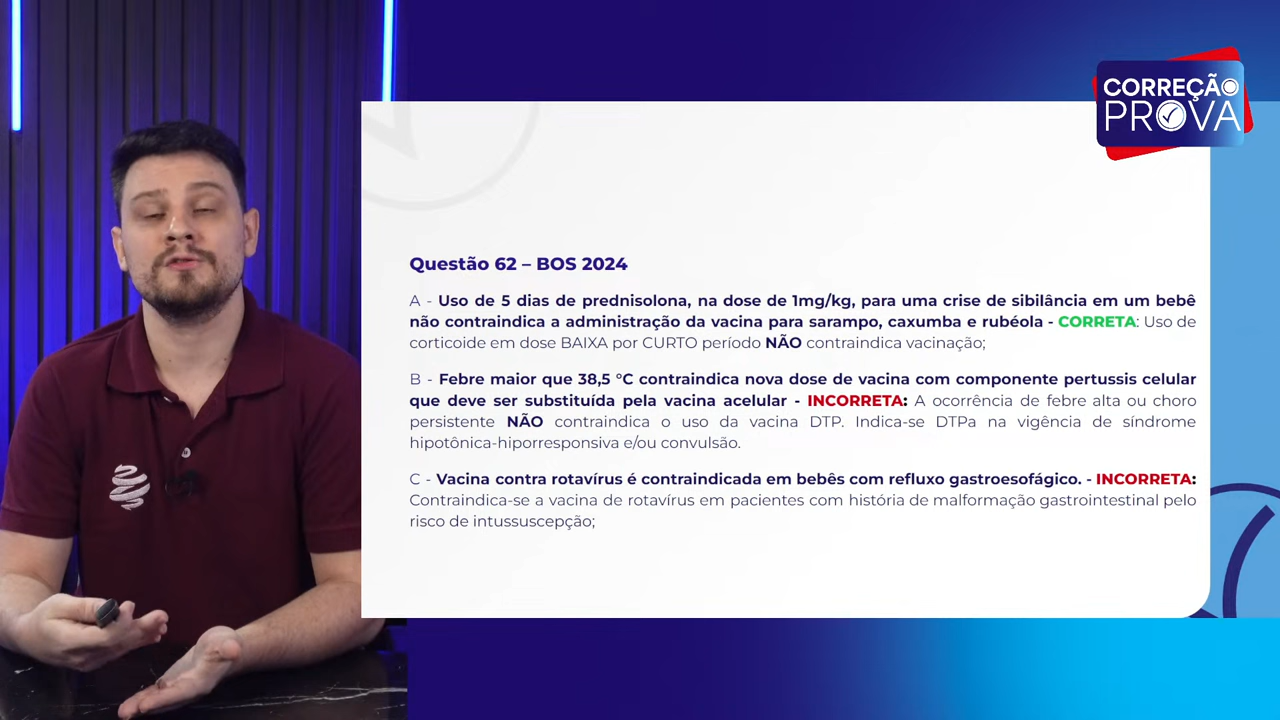 CORREÇÃO
PROVA
Questão 62 – BOS 2024
A - Uso de 5 dias de prednisolona, na dose de 1mg/kg, para uma crise de sibilância em um bebê
não contraindica a administração da vacina para sarampo, caxumba e rubéola - CORRETA: Uso de
corticoide em dose BAIXA por CURTO período NÃO contraindica vacinação;
B - Febre maior que 38,5 °C contraindica nova dose de vacina com componente pertussis celular
que deve ser substituída pela vacina acelular - INCORRETA: A ocorrência de febre alta ou choro
persistente NÃO contraindica o uso da vacina DTP. Indica-se DTPa na vigência de síndrome
hipotônica-hiporresponsiva e/ou convulsão.
C - Vacina contra rotavírus é contraindicada em bebês com refluxo gastroesofágico. - INCORRETA:
Contraindica-se a vacina de rotavírus em pacientes com história de malformação gastrointestinal pelo
risco de intussuscepção;